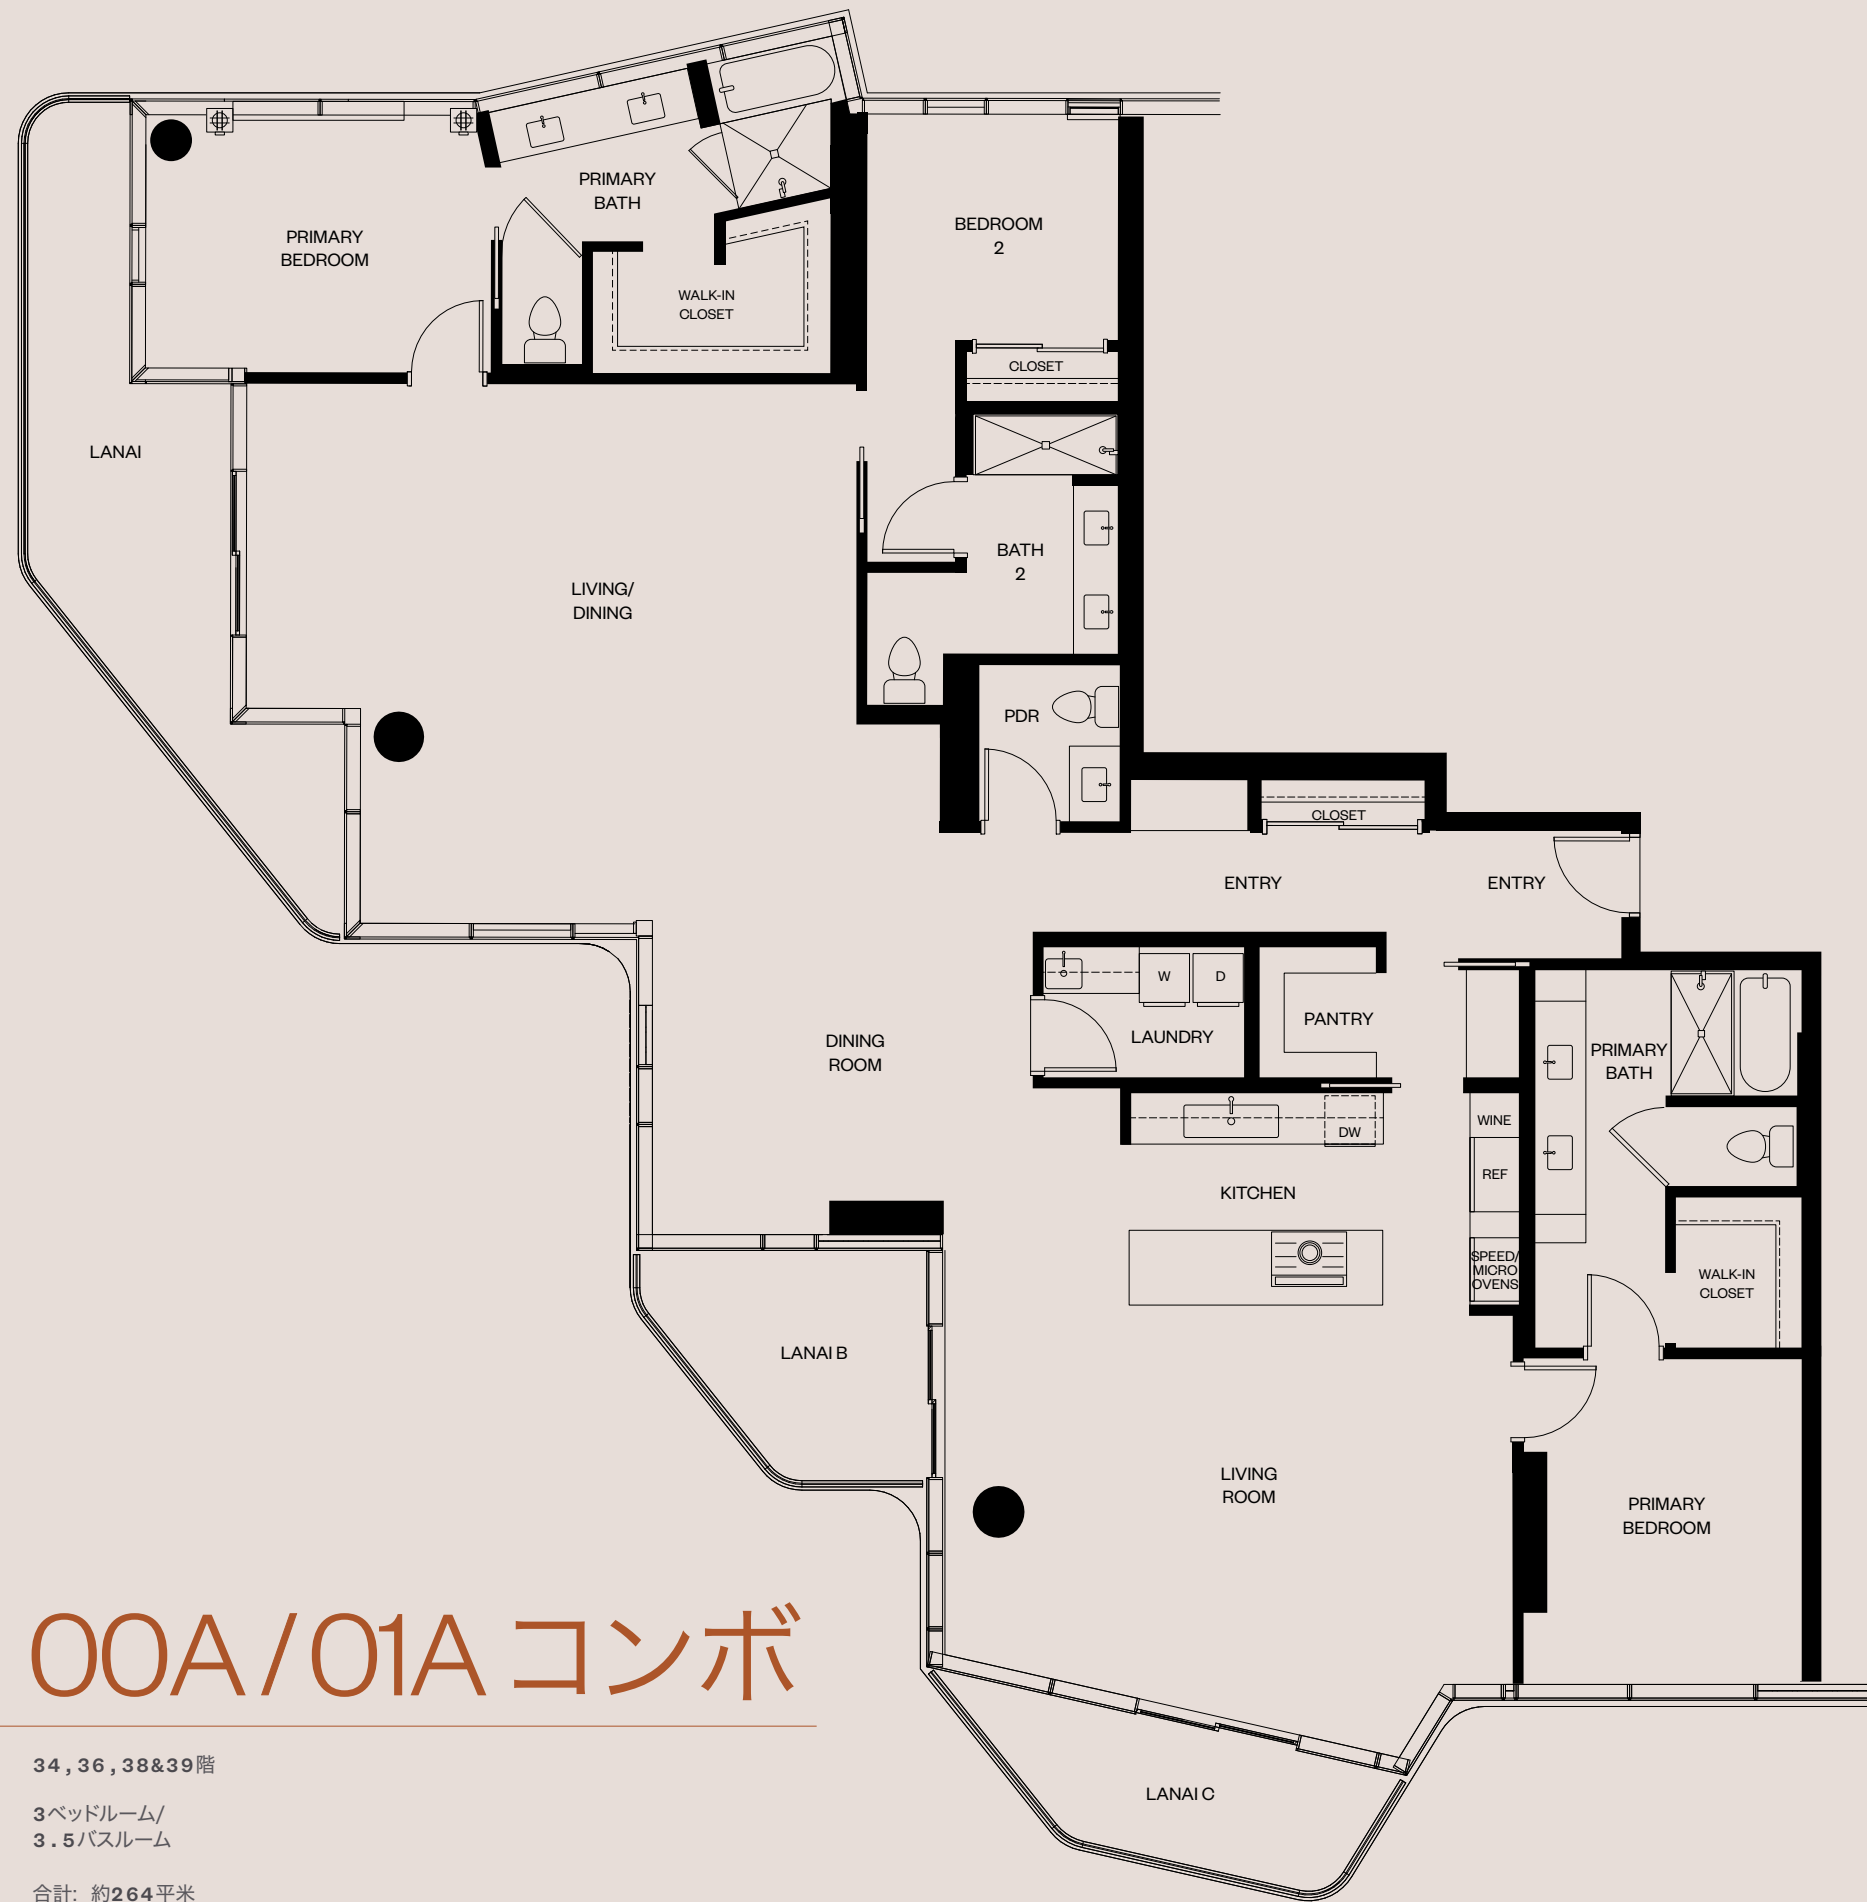 PRIMARY
BATH
BEDROOM
2
PRIMARY
BEDROOM
WALK-IN
CLOSET
CLOSET
LANAI
BATH
2
LIVING/
DINING
PDR
CLOSET
ENTRY
ENTRY
W
D
PANTRY
LAUNDRY
DINING
ROOM
PRIMARY
BATH
WINE
DW
REF
KITCHEN
SPEED/
MICRO
OVENS
WALK-IN
CLOSET
LANAI B
LIVING
ROOM
PRIMARY
BEDROOM
00A/01A コンボ
34,36,38&39階
3ベッドルーム/
3.5バスルーム
LANAI C
合計: 約264平米